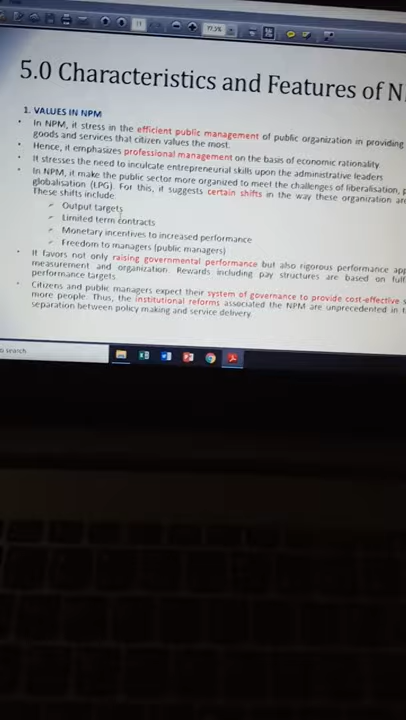 77,5%
5.0 Characteristics and Features of N
1. VALUES IN NPM
• In NPM, it stress in the efficient public management of public organization in providing
goods and services that citizen values the most.
• Hence, it emphasizes professional management on the basis of economic rationality.
• It stresses the need to inculcate entrepreneurial skills upon the administrative leaders
• In NPM, it make the public sector more organized to meet the challenges of liberalisation, p
globalisation (LPG). For this, it suggests certain shifts in the way these organization are
These shifts include:
Output targets
Limited term contracts
Monetary incentives to increased performance
Freedom to managers (public managers)
• It favors not only raising governmental performance but also rigorous performance app
measurement and organization. Rewards including pay structures are based on fulf
performance targets.
• Citizens and public managers expect their system of governance to provide cost-effective s
more people. Thus, the institutional reforms associated the NPM are unprecedented in t
separation between policy making and service delivery.
o search